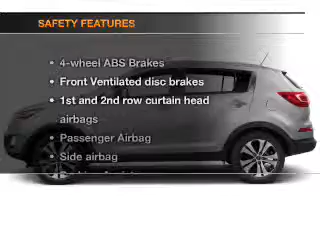 SAFETY FEATURES
• 4-wheel ABS Brakes
• Front Ventilated disc brakes
• 1st and 2nd row curtain head
airbags
• Passenger Airbag
• Side airbag